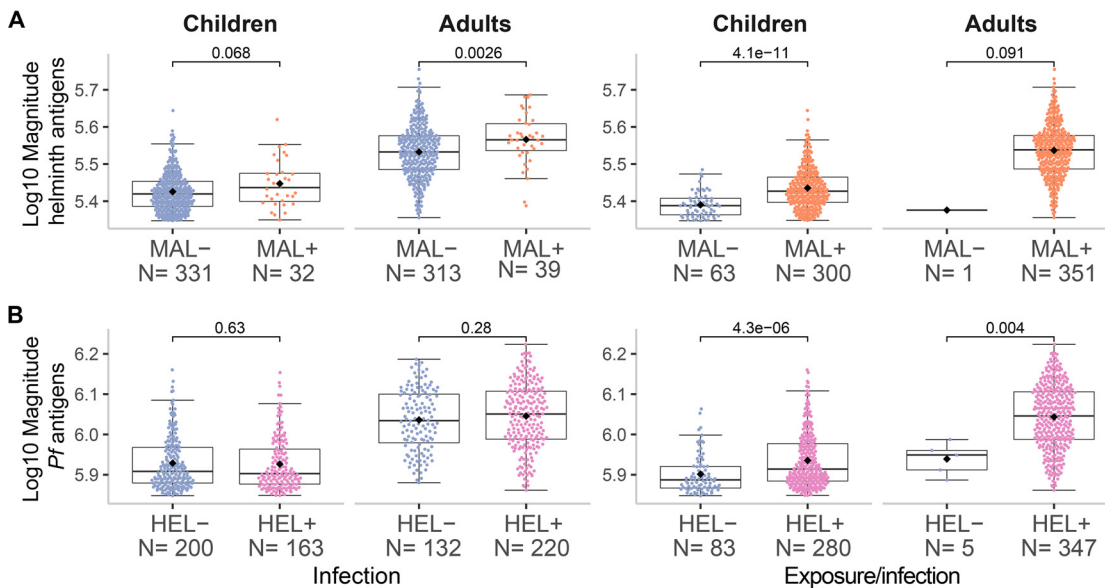 A
Children Adults Children Adults
Log10 Magnitude
helminth antigens
0.068 0.0026 4.1e−11 0.091
5.7
5.6
5.5
5.4
MAL− MAL+ MAL− MAL+ MAL− MAL+ MAL− MAL+
N= 331 N= 32 N= 313 N= 39 N= 63 N= 300 N= 1 N= 351
5.7
5.6
5.5
5.4
B
Log10 Magnitude
Pf antigens
0.63 0.28 4.3e−06 0.004
6.2
6.1
6.0
5.9
HEL− HEL+ HEL− HEL+ HEL− HEL+ HEL− HEL+
N= 200 N= 163 N= 132 N= 220 N= 83 N= 280 N= 5 N= 347
6.2
6.1
6.0
5.9
Infection Exposure/infection